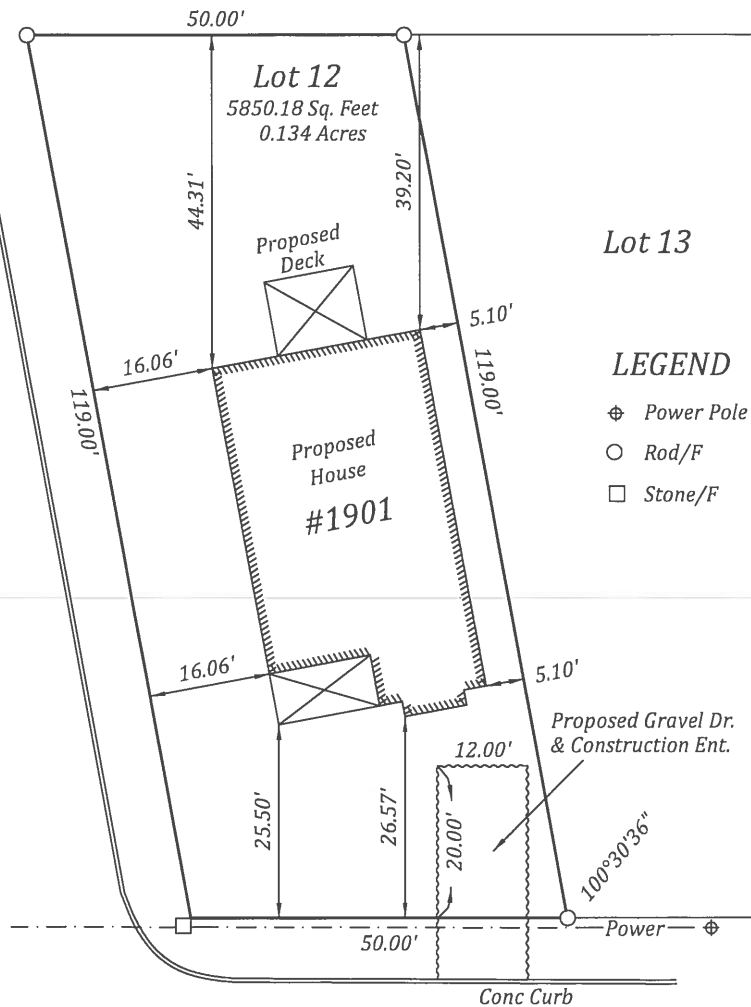 50.00'
Lot 12
5850.18 Sq. Feet
0.134 Acres
44.31'
39.20'
Proposed
Deck
Lot 13
5.10'
16.06'
119.00'
119.00'
LEGEND
Power Pole
Rod/F
Stone/F
Proposed
House
#1901
16.06'
5.10'
Proposed Gravel Dr.
& Construction Ent.
12.00'
25.50'
26.57'
20.00'
100°30'36"
50.00'
Power
Conc Curb